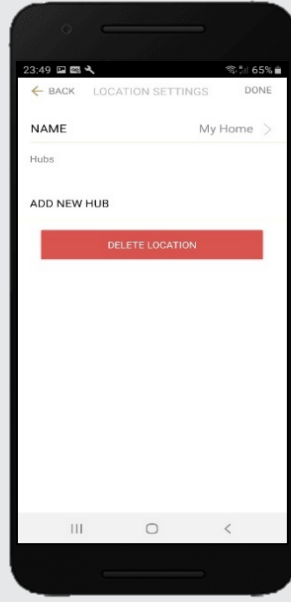 23:49 65%
BACK LOCATION SETTINGS DONE
NAME My Home
Hubs
ADD NEW HUB
DELETE LOCATION